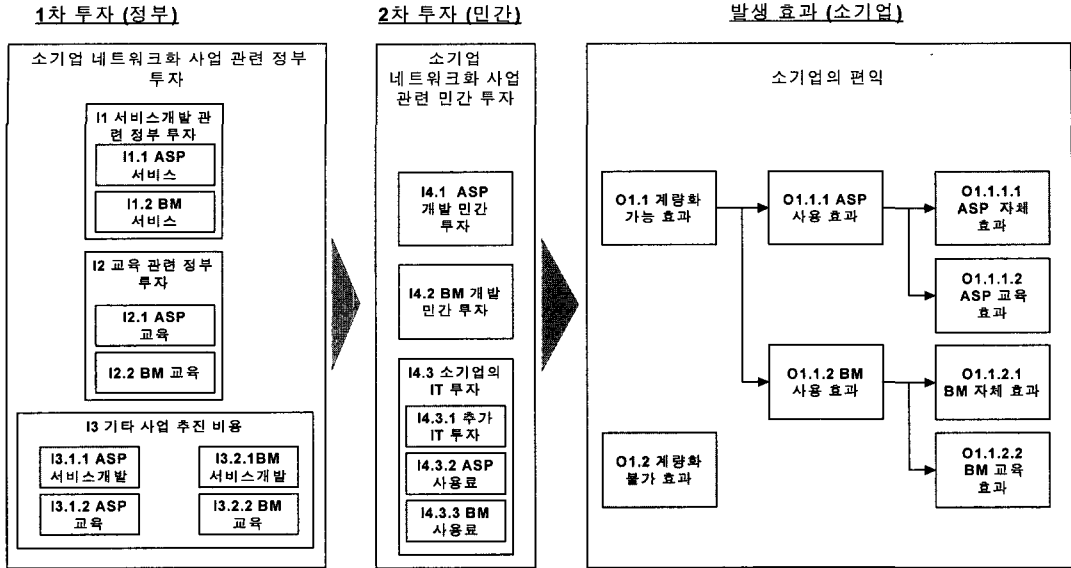 1차 투자 (정부)
소기업 네트워크화 사업 관련 정부
투자
I1 서비스개발 관
련 정부 투자
I1.1 ASP
서비스
I1.2 BM
서비스
I2 교육 관련 정부
투자
I2.1 ASP
교육
I2.2 BM 교육
I3 기타 사업 추진 비용
I3.1.1 ASP
서비스개발
I3.2.1BM
서비스개발
I3.1.2 ASP
교육
I3.2.2 BM
교육
2차 투자 (민간)
소기업
네트워크화 사업
관련 민간 투자
I4.1 ASP
개발 민간
투자
I4.2 BM 개발
민간 투자
I4.3 소기업의
IT 투자
I4.3.1 추가
IT 투자
I4.3.2 ASP
사용료
I4.3.3 BM
사용료
발생 효과 (소기업)
소기업의 편익
O1.1 계량화
가능 효과
O1.1.1 ASP
사용 효과
O1.1.1.1
ASP 자체
효과
O1.1.1.2
ASP 교육
효과
O1.1.2 BM
사용 효과
O1.1.2.1
BM 자체 효과
O1.1.2.2
BM 교육
효과
O1.2 계량화
불가 효과